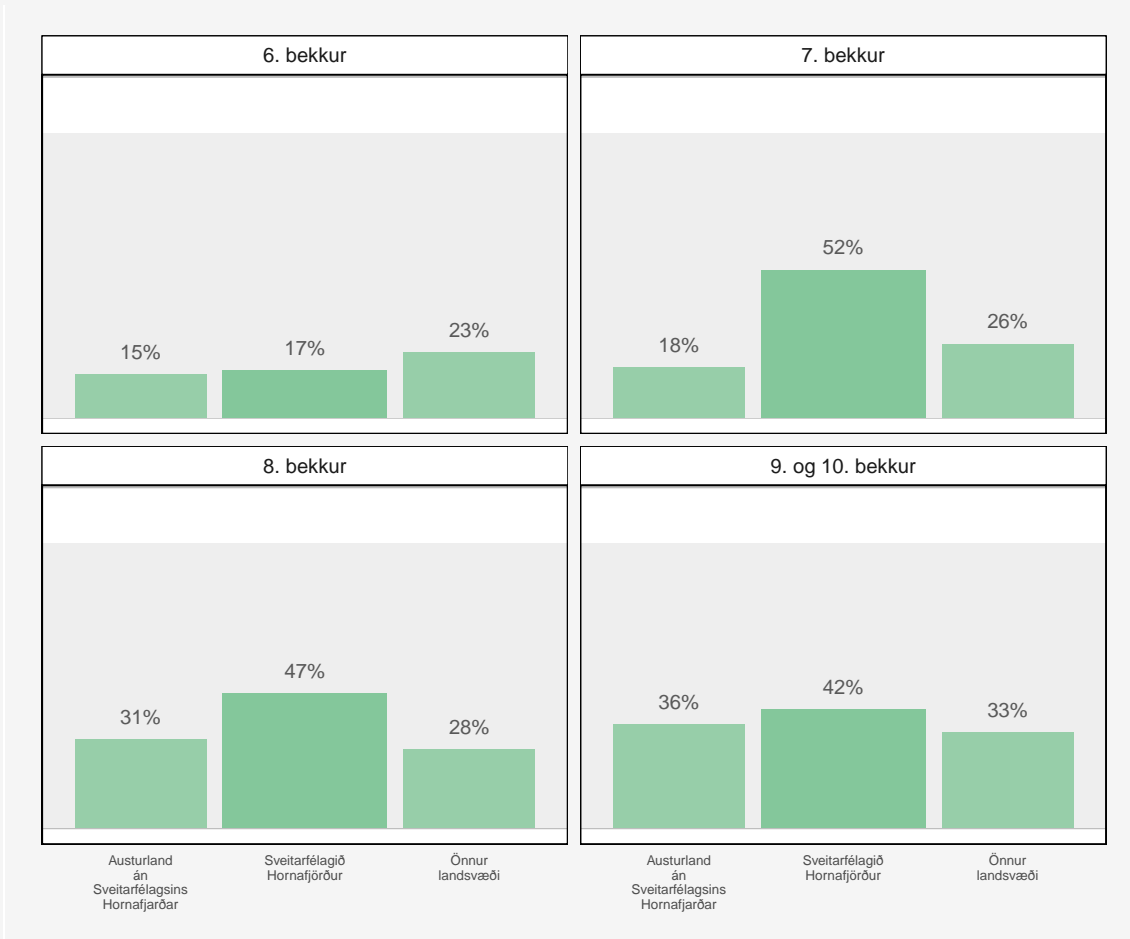 6. bekkur
15%
17%
23%
7. bekkur
18%
52%
26%
8. bekkur
31%
47%
28%
9. og 10. bekkur
36%
42%
33%
Austurland
án
Sveitarfélagsins
Hornafjarðar
Sveitarfélagið
Hornafjörður
Önnur
landsvæði
Austurland
án
Sveitarfélagsins
Hornafjarðar
Sveitarfélagið
Hornafjörður
Önnur
landsvæði